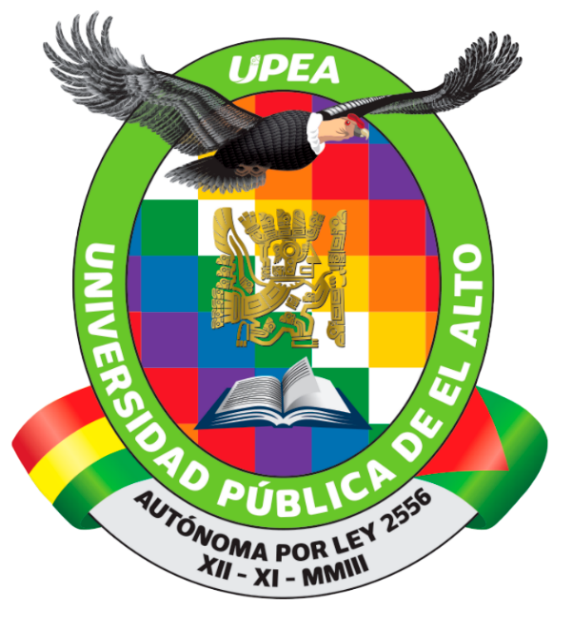 UPEA
UNIVERSIDAD PÚBLICA DE EL ALTO
AUTÓNOMA POR LEY 2556
XII - XI - MMIII